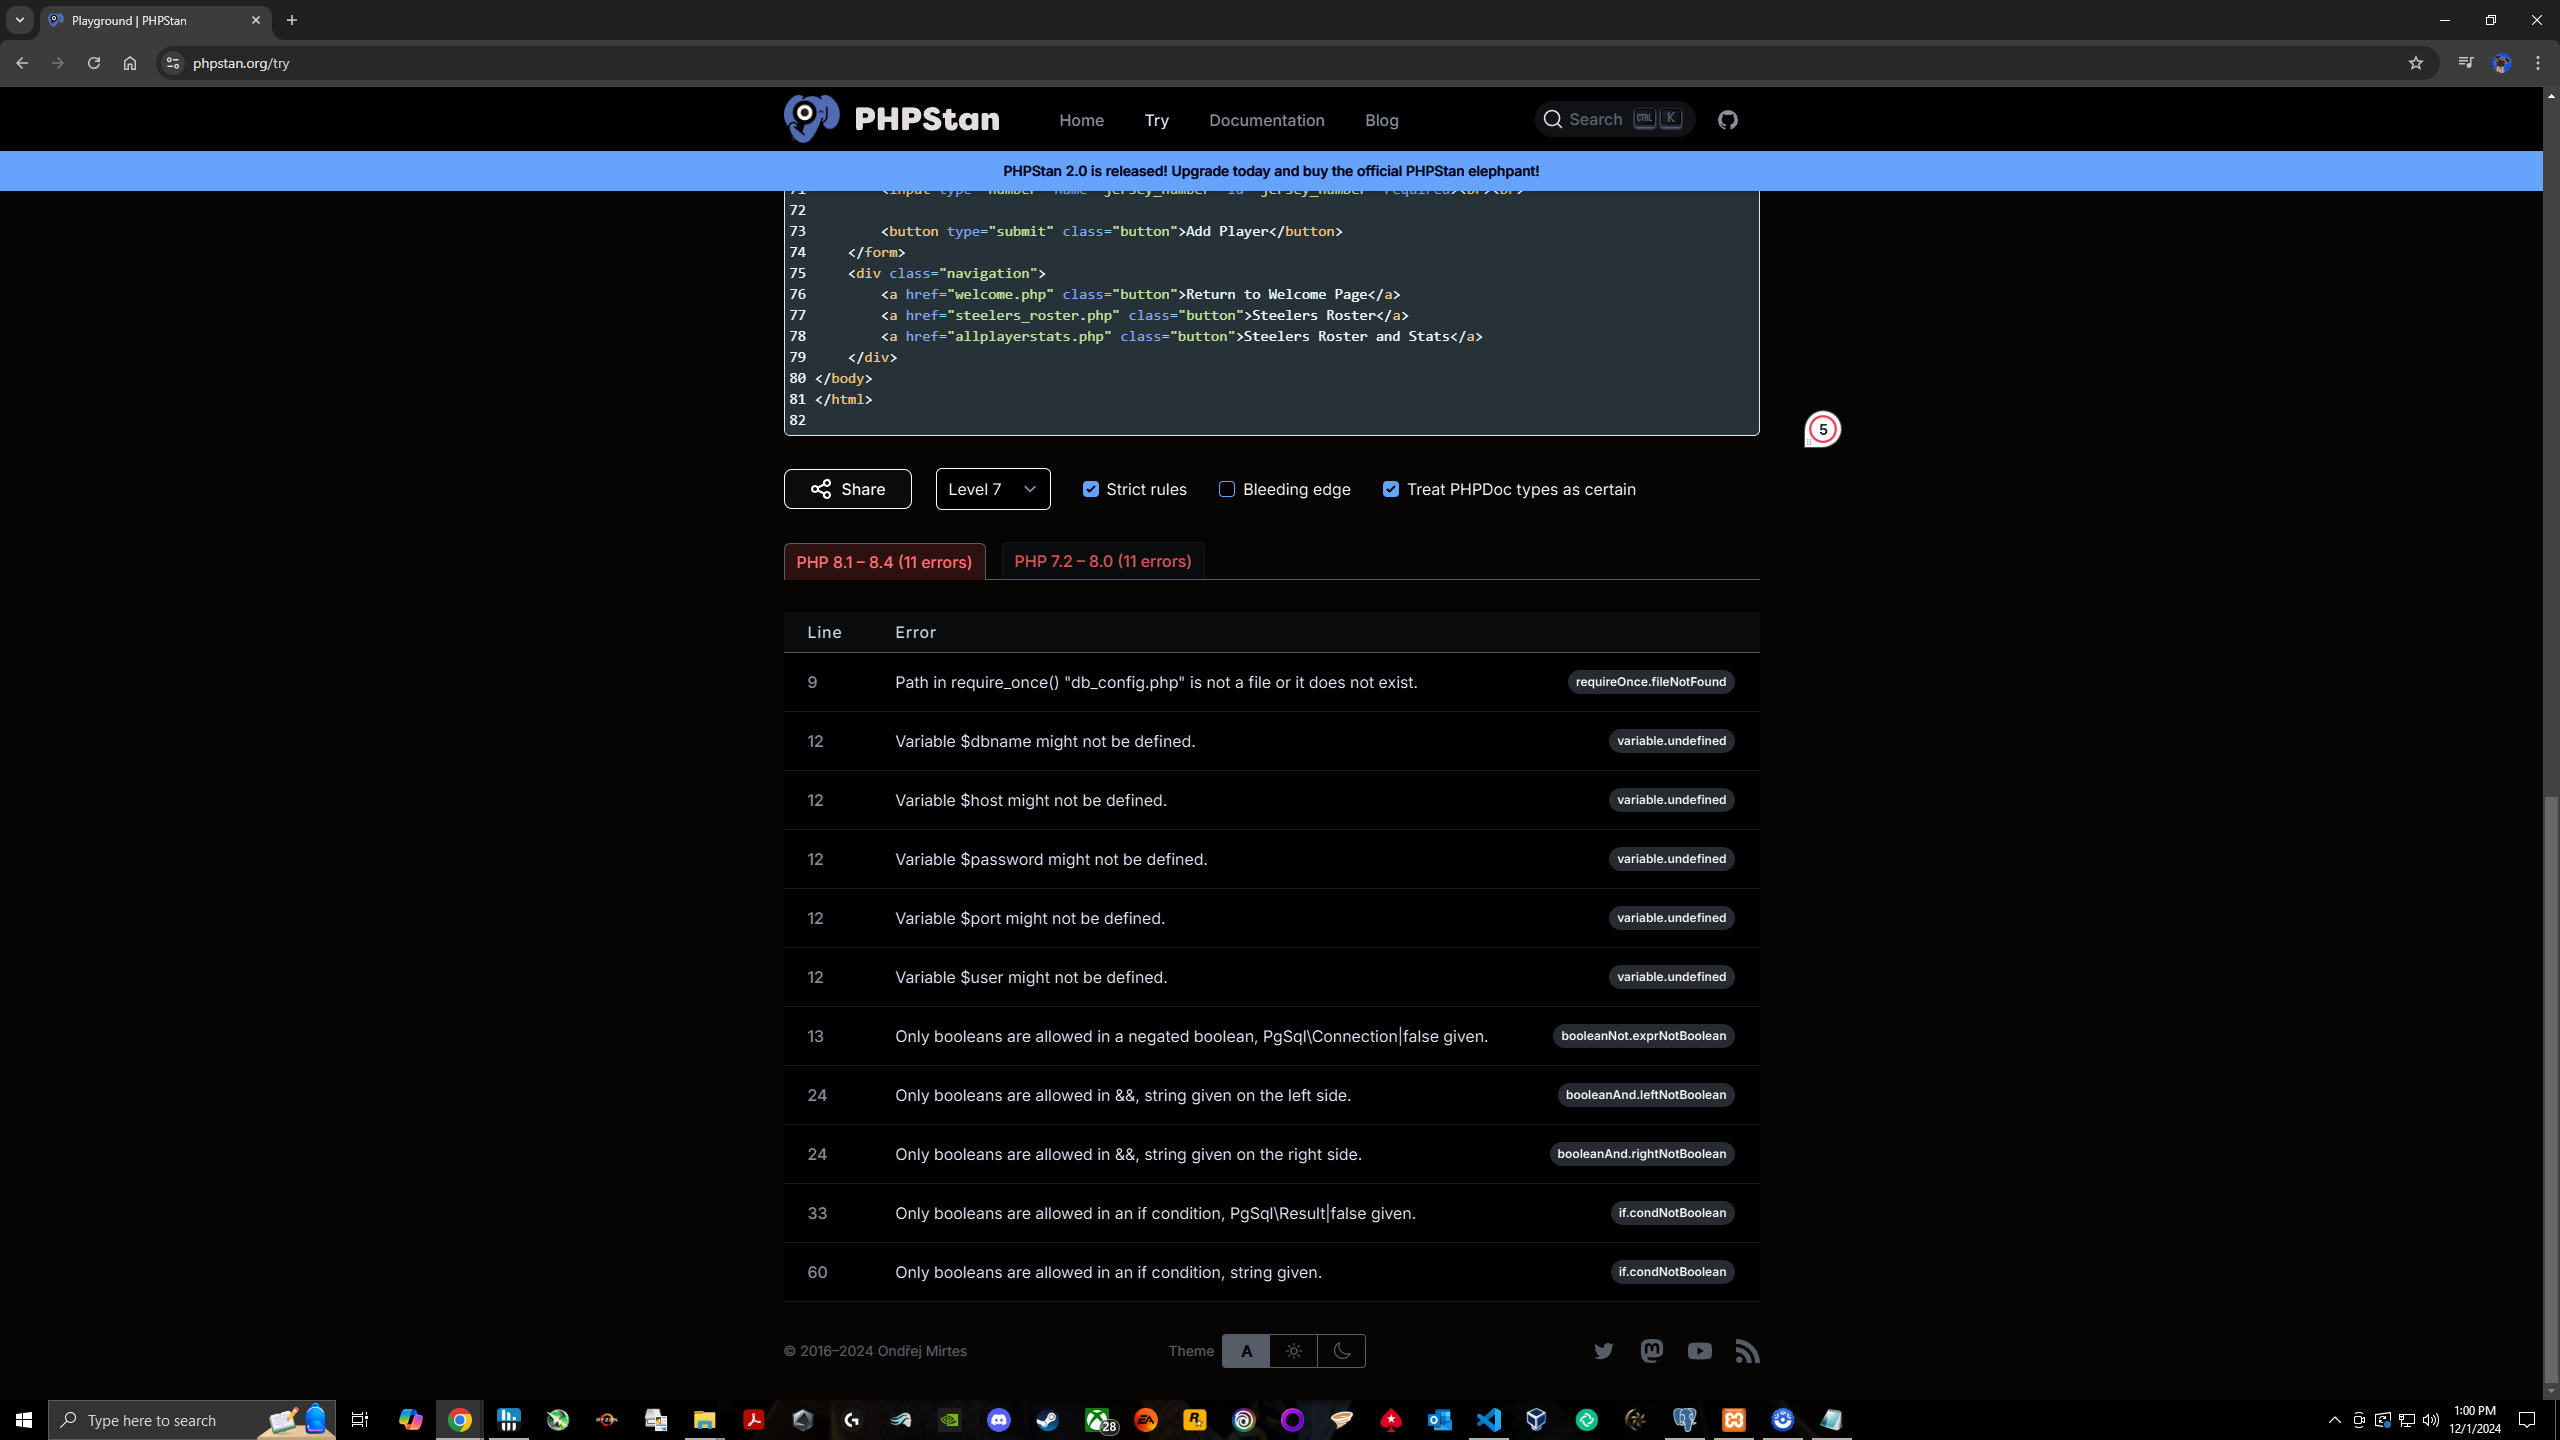 Playground | PHPStan
phpstan.org/try
PHPStan
Home
Try
Documentation
Blog
Search CTRL K
PHPStan 2.0 is released! Upgrade today and buy the official PHPStan elephpant!
72
73 <button type="submit" class="button">Add Player</button>
74 </form>
75 <div class="navigation">
76 <a href="welcome.php" class="button">Return to Welcome Page</a>
77 <a href="steelers_roster.php" class="button">Steelers Roster</a>
78 <a href="allplayerstats.php" class="button">Steelers Roster and Stats</a>
79 </div>
80 </body>
81 </html>
82
5
Share
Level 7
Strict rules
Bleeding edge
Treat PHPDoc types as certain
PHP 8.1 – 8.4 (11 errors)
PHP 7.2 – 8.0 (11 errors)
Line Error
9 Path in require_once() "db_config.php" is not a file or it does not exist. requireOnce.fileNotFound
12 Variable $dbname might not be defined. variable.undefined
12 Variable $host might not be defined. variable.undefined
12 Variable $password might not be defined. variable.undefined
12 Variable $port might not be defined. variable.undefined
12 Variable $user might not be defined. variable.undefined
13 Only booleans are allowed in a negated boolean, PgSql\Connection|false given. booleanNot.exprNotBoolean
24 Only booleans are allowed in &&, string given on the left side. booleanAnd.leftNotBoolean
24 Only booleans are allowed in &&, string given on the right side. booleanAnd.rightNotBoolean
33 Only booleans are allowed in an if condition, PgSql\Result|false given. if.condNotBoolean
60 Only booleans are allowed in an if condition, string given. if.condNotBoolean
© 2016–2024 Ondřej Mirtes
Theme A
Type here to search
28
1:00 PM
12/1/2024